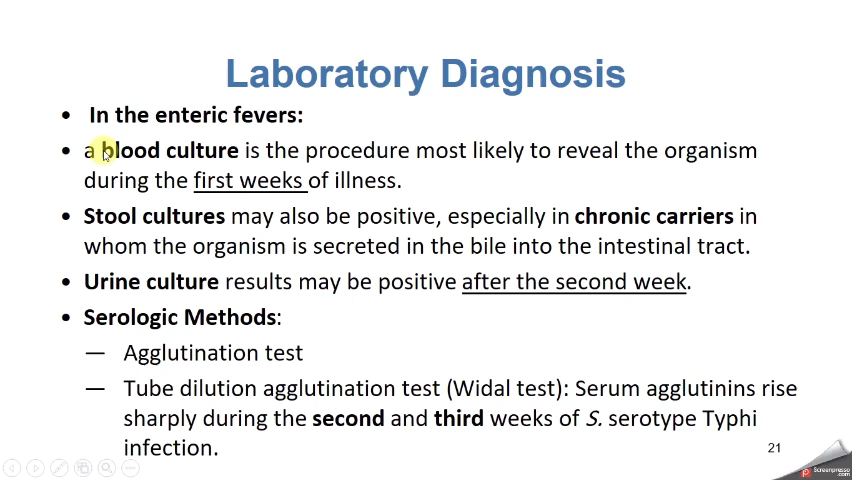 Laboratory Diagnosis
• In the enteric fevers:
• a blood culture is the procedure most likely to reveal the organism
during the first weeks of illness.
• Stool cultures may also be positive, especially in chronic carriers in
whom the organism is secreted in the bile into the intestinal tract.
• Urine culture results may be positive after the second week.
• Serologic Methods:
— Agglutination test
— Tube dilution agglutination test (Widal test): Serum agglutinins rise
sharply during the second and third weeks of S. serotype Typhi
infection.
21
Screenpresso
.com